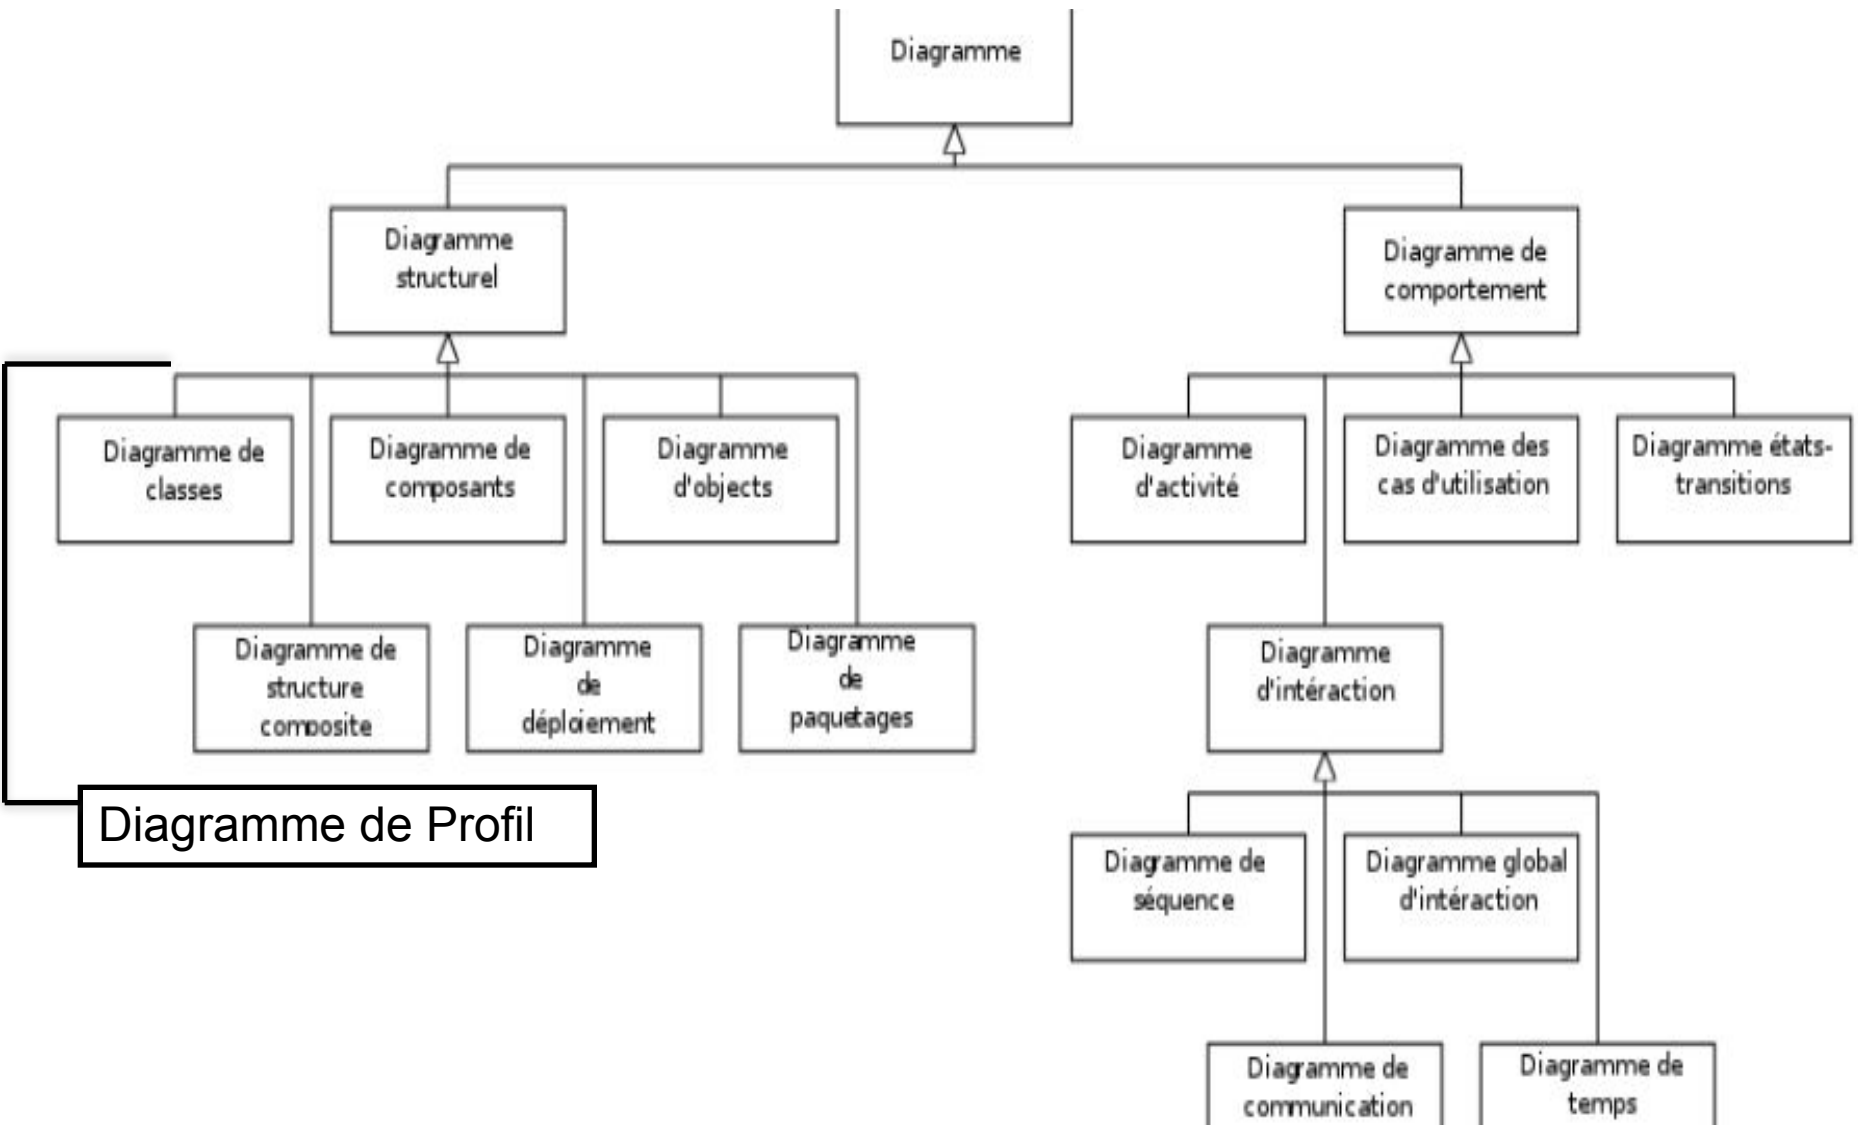 Diagramme
Diagramme
structurel
Diagramme de
comportement
Diagramme de
classes
Diagramme de
composants
Diagramme
d'objects
Diagramme
d'activité
Diagramme des
cas d'utilisation
Diagramme états-
transitions
Diagramme de
structure
composite
Diagramme
de
déploiement
Diagramme
de
paquetages
Diagramme
d'intéraction
Diagramme de Profil
Diagramme de
séquence
Diagramme global
d'intéraction
Diagramme de
communication
Diagramme de
temps